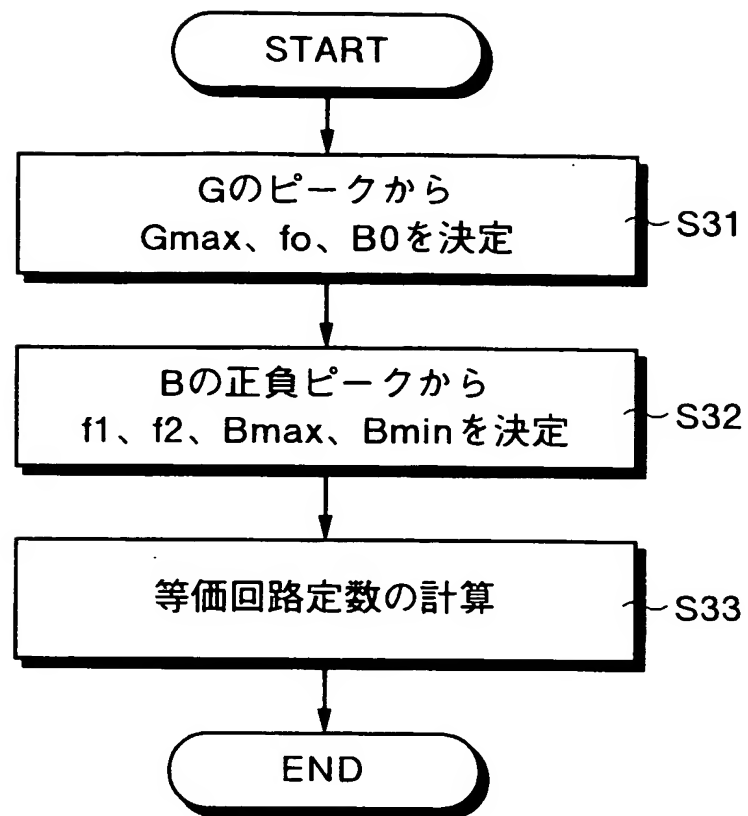 START
Gのピークから
Gmax、fo、B0を決定
S31
Bの正負ピークから
f1、f2、Bmax、Bminを決定
S32
等価回路定数の計算
S33
END